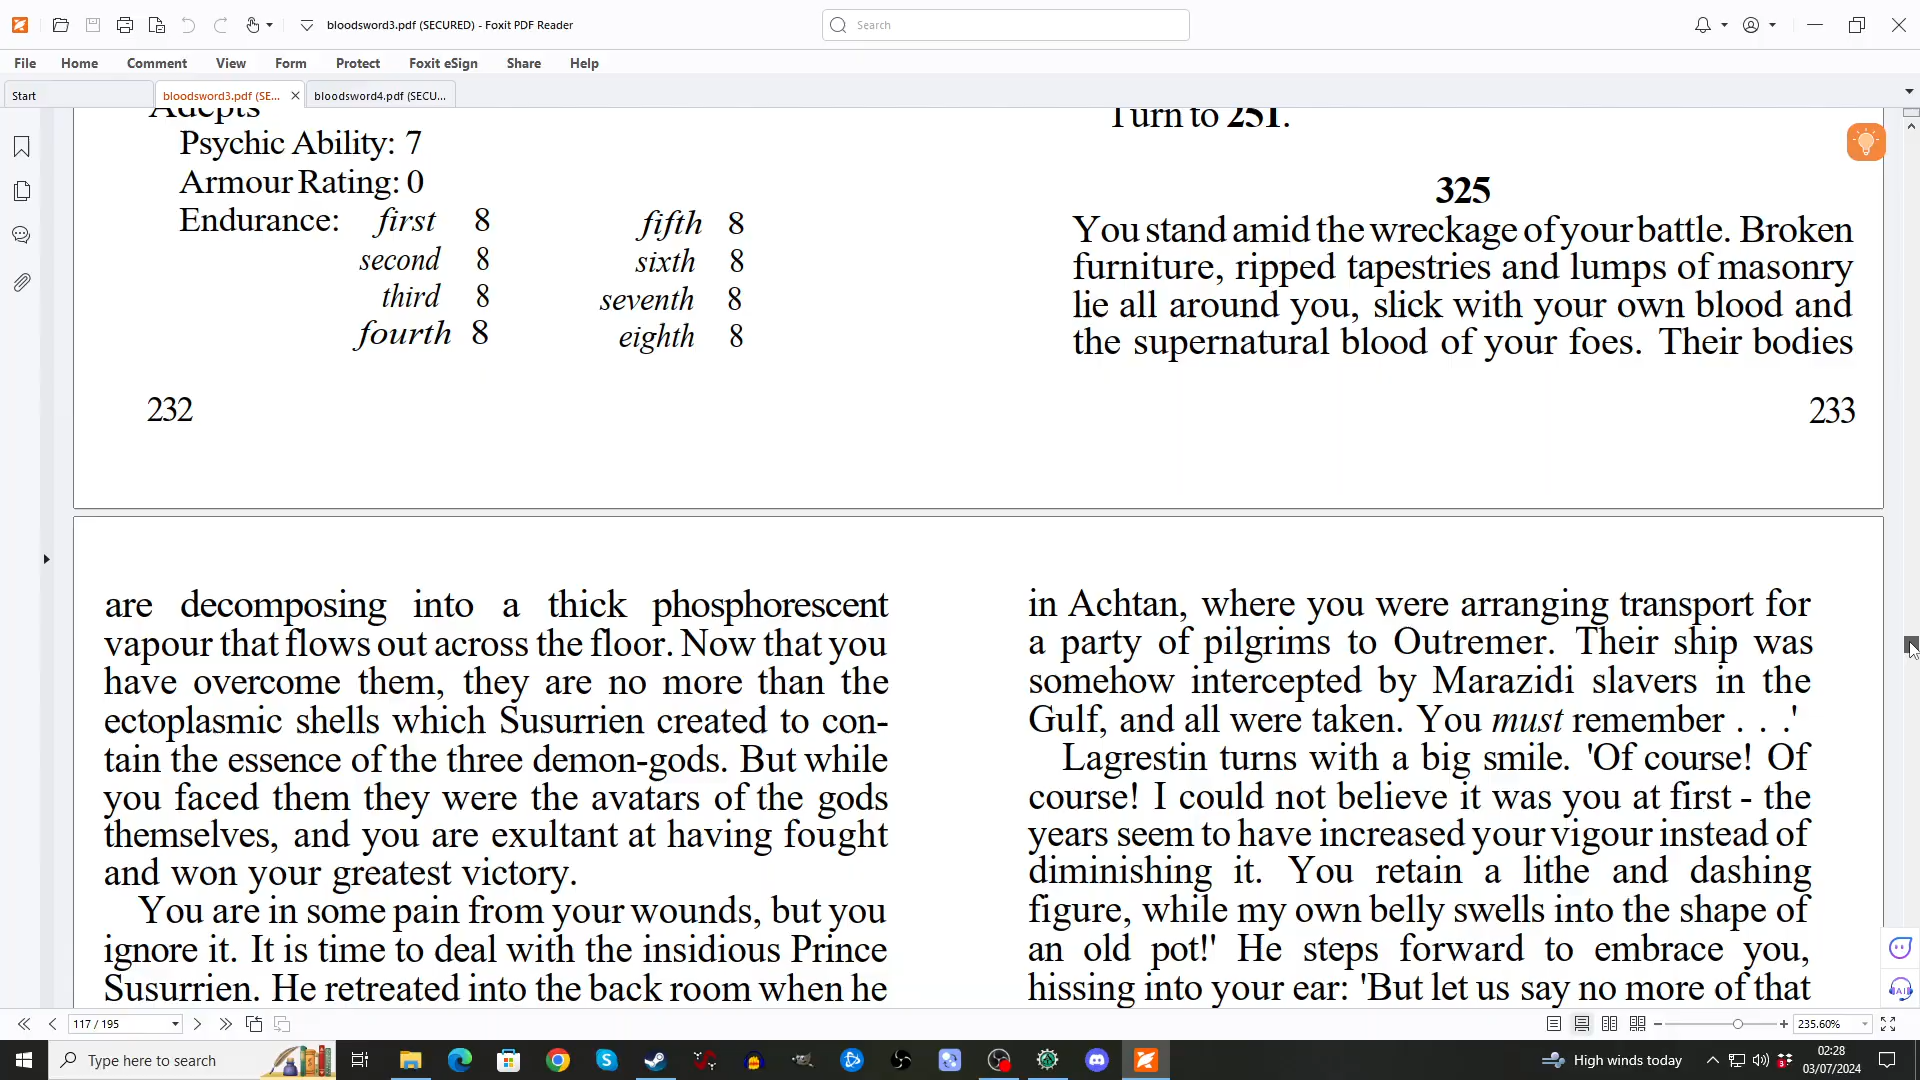 bloodsword3.pdf (SECURED) - Foxit PDF Reader
Search
File Home Comment View Form Protect Foxit eSign Share Help
Start
bloodsword3.pdf (SE...
bloodsword4.pdf (SECU...
Adepts
Psychic Ability: 7
Armour Rating: 0
Endurance: first 8 fifth 8
second 8 sixth 8
third 8 seventh 8
fourth 8 eighth 8
232
Turn to 251.
325
You stand amid the wreckage of your battle. Broken
furniture, ripped tapestries and lumps of masonry
lie all around you, slick with your own blood and
the supernatural blood of your foes. Their bodies
233
are decomposing into a thick phosphorescent
vapour that flows out across the floor. Now that you
have overcome them, they are no more than the
ectoplasmic shells which Susurrien created to con-
tain the essence of the three demon-gods. But while
you faced them they were the avatars of the gods
themselves, and you are exultant at having fought
and won your greatest victory.
You are in some pain from your wounds, but you
ignore it. It is time to deal with the insidious Prince
Susurrien. He retreated into the back room when he
in Achtan, where you were arranging transport for
a party of pilgrims to Outremer. Their ship was
somehow intercepted by Marazidi slavers in the
Gulf, and all were taken. You must remember . . .'
Lagrestin turns with a big smile. 'Of course! Of
course! I could not believe it was you at first - the
years seem to have increased your vigour instead of
diminishing it. You retain a lithe and dashing
figure, while my own belly swells into the shape of
an old pot!' He steps forward to embrace you,
hissing into your ear: 'But let us say no more of that
117 / 195
235.60%
Type here to search
High winds today
02:28
03/07/2024